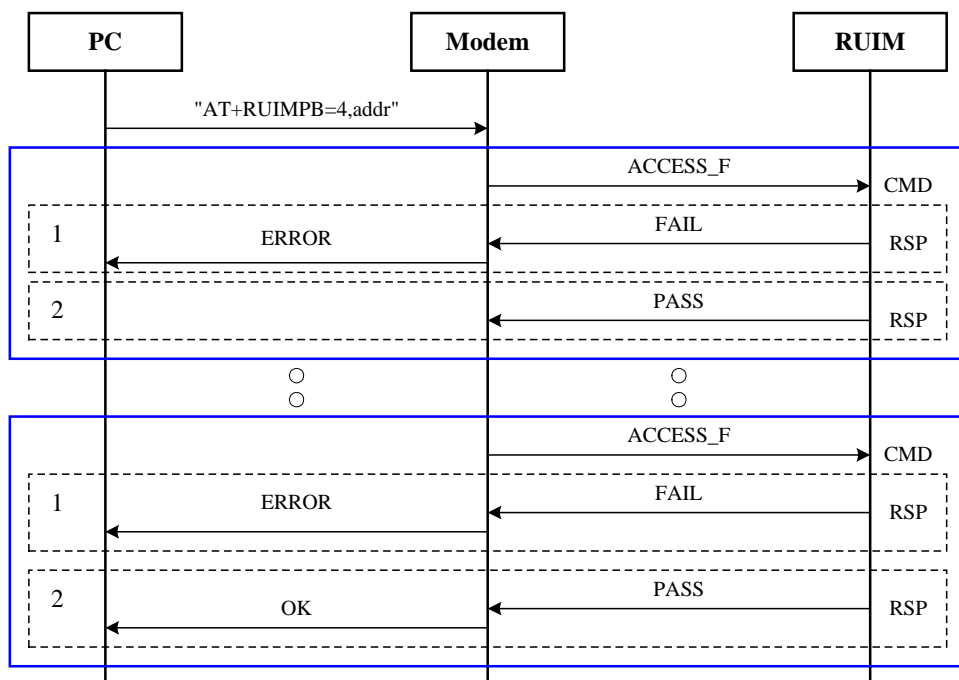 PC Modem RUIM
"AT+RUIMPB=4,addr"
ACCESS_F CMD
1 ERROR FAIL RSP
2 PASS RSP
ACCESS_F CMD
1 ERROR FAIL RSP
2 OK PASS RSP